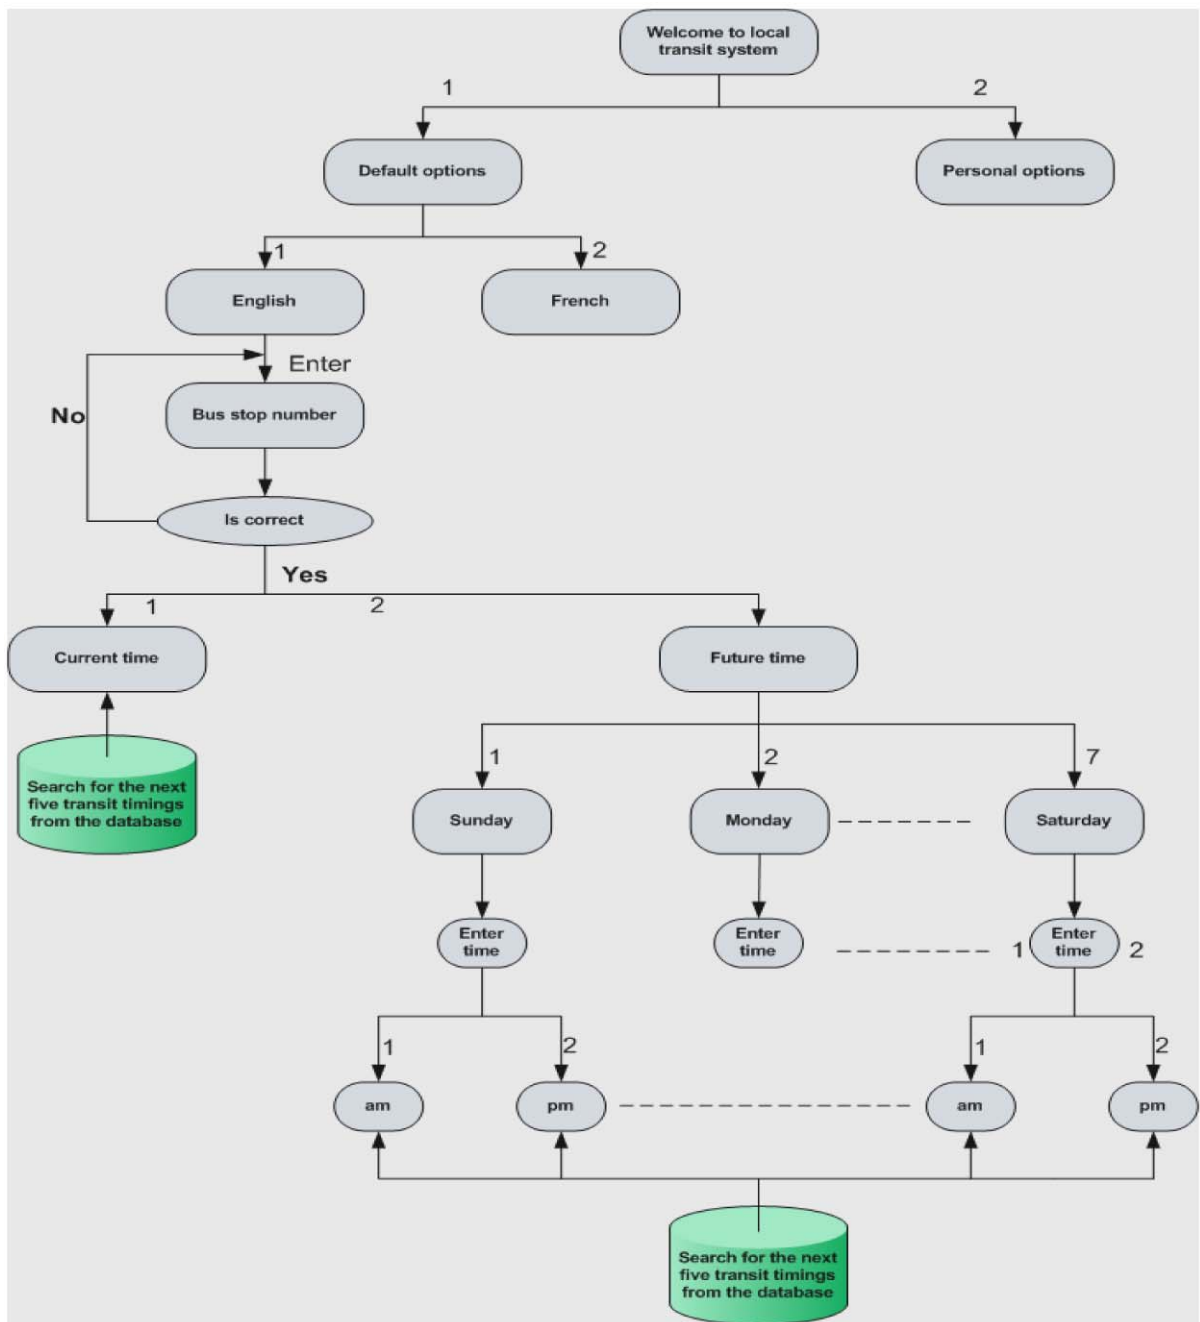 Welcome to local
transit system
1
2
Default options
Personal options
1
2
English
French
Enter
No
Bus stop number
Is correct
Yes
1
2
Current time
Future time
1
2
7
Search for the next
five transit timings
from the database
Sunday
Monday
Saturday
Enter
time
Enter
time
1
Enter
time
2
1
2
1
2
am
pm
am
pm
Search for the next
five transit timings
from the database